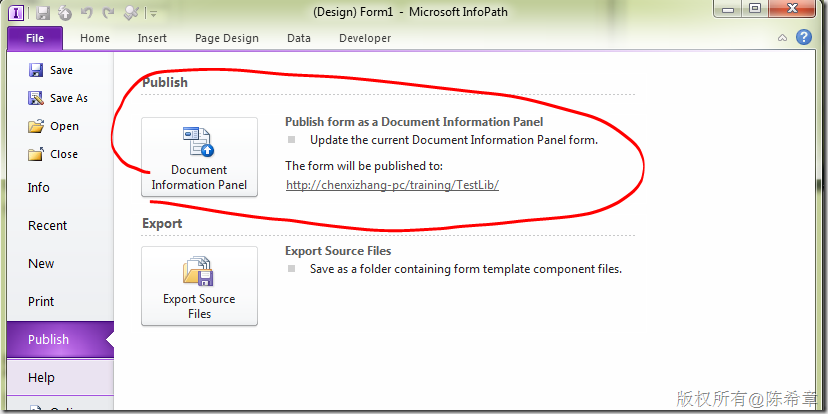 (Design) Form1 - Microsoft InfoPath
File Home Insert Page Design Data Developer
Save
Save As
Open
Close
Info
Recent
New
Print
Publish
Help
Publish
Document
Information Panel
Publish form as a Document Information Panel
Update the current Document Information Panel form.
The form will be published to:
http://chenxizhang-pc/training/TestLib/
Export
Export Source
Files
Export Source Files
Save as a folder containing form template component files.
版权所有@陈希章